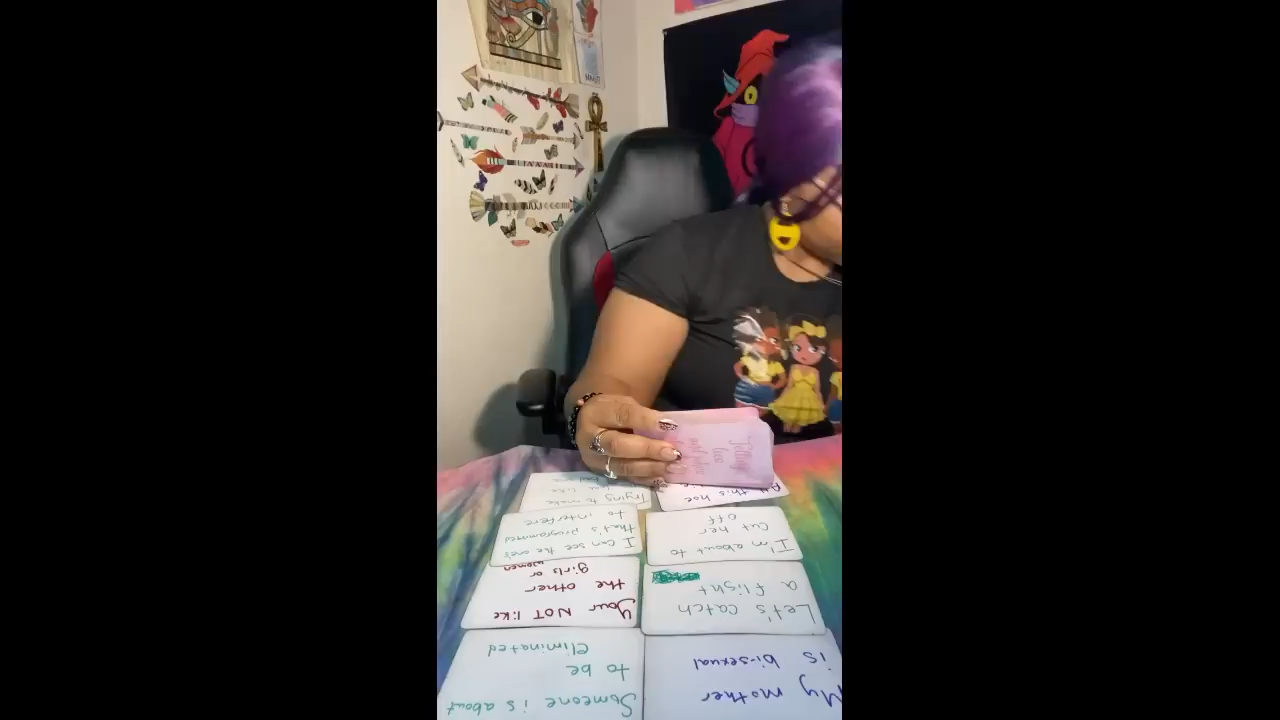 My mother
is bi-sexual
Someone is about
to be
Eliminated
Let's catch
a flight
Your NOT like
the other
girls or women
I'm about to
cut her
off
I can see the one's
that's programmed
to interfere
this hoe
Trying to make
like